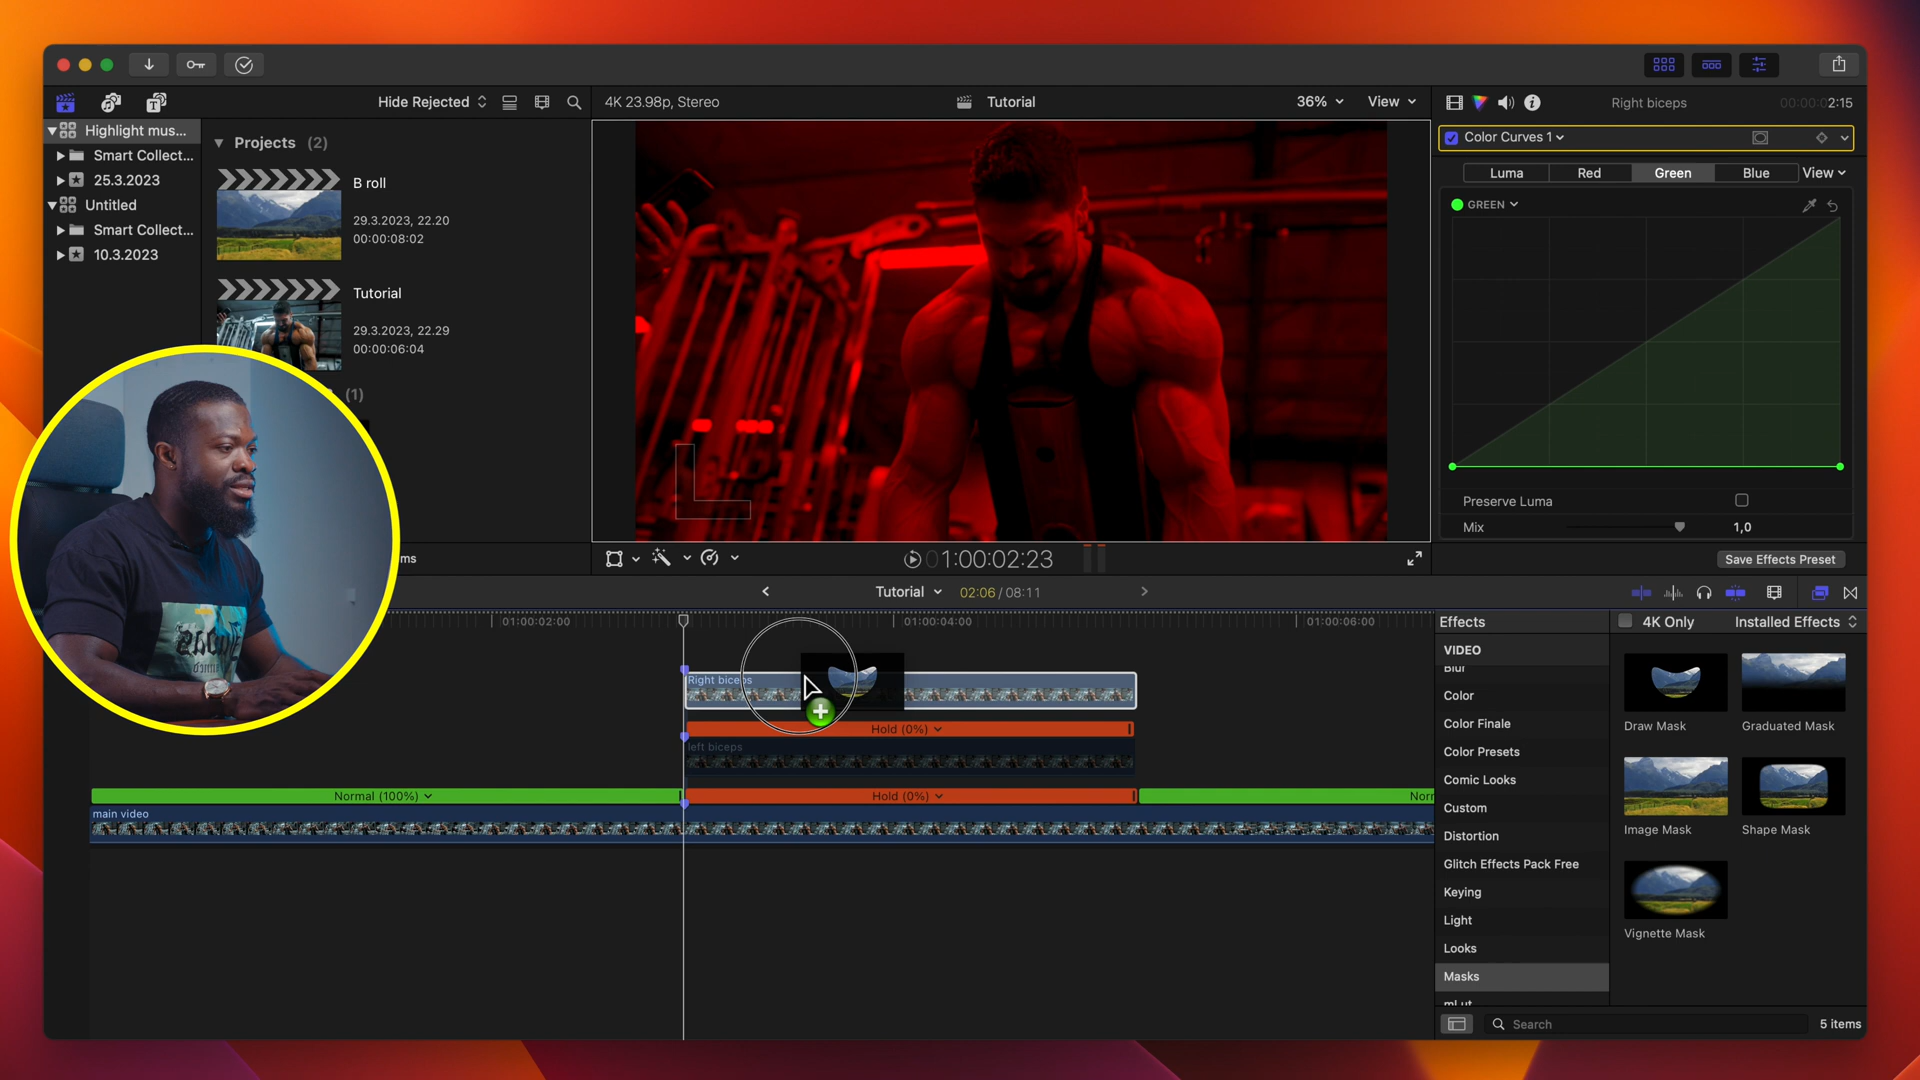 Hide Rejected
4K 23.98p, Stereo
Tutorial
36%
View
Right biceps
00:00:02:15
Highlight mus...
Smart Collect...
25.3.2023
Untitled
Smart Collect...
10.3.2023
Projects (2)
B roll
29.3.2023, 22.20
00:00:08:02
Tutorial
29.3.2023, 22.29
00:00:06:04
(1)
ms
Color Curves 1
Luma
Red
Green
Blue
View
GREEN
Preserve Luma
Mix
1,0
01:00:02:23
Save Effects Preset
Tutorial
02:06 / 08:11
01:00:02:00
01:00:04:00
01:00:06:00
Right biceps
Hold (0%)
left biceps
Normal (100%)
Hold (0%)
Norr
main video
Effects
4K Only
Installed Effects
VIDEO
Blur
Color
Color Finale
Color Presets
Comic Looks
Custom
Distortion
Glitch Effects Pack Free
Keying
Light
Looks
Masks
mLut
Draw Mask
Graduated Mask
Image Mask
Shape Mask
Vignette Mask
Search
5 items